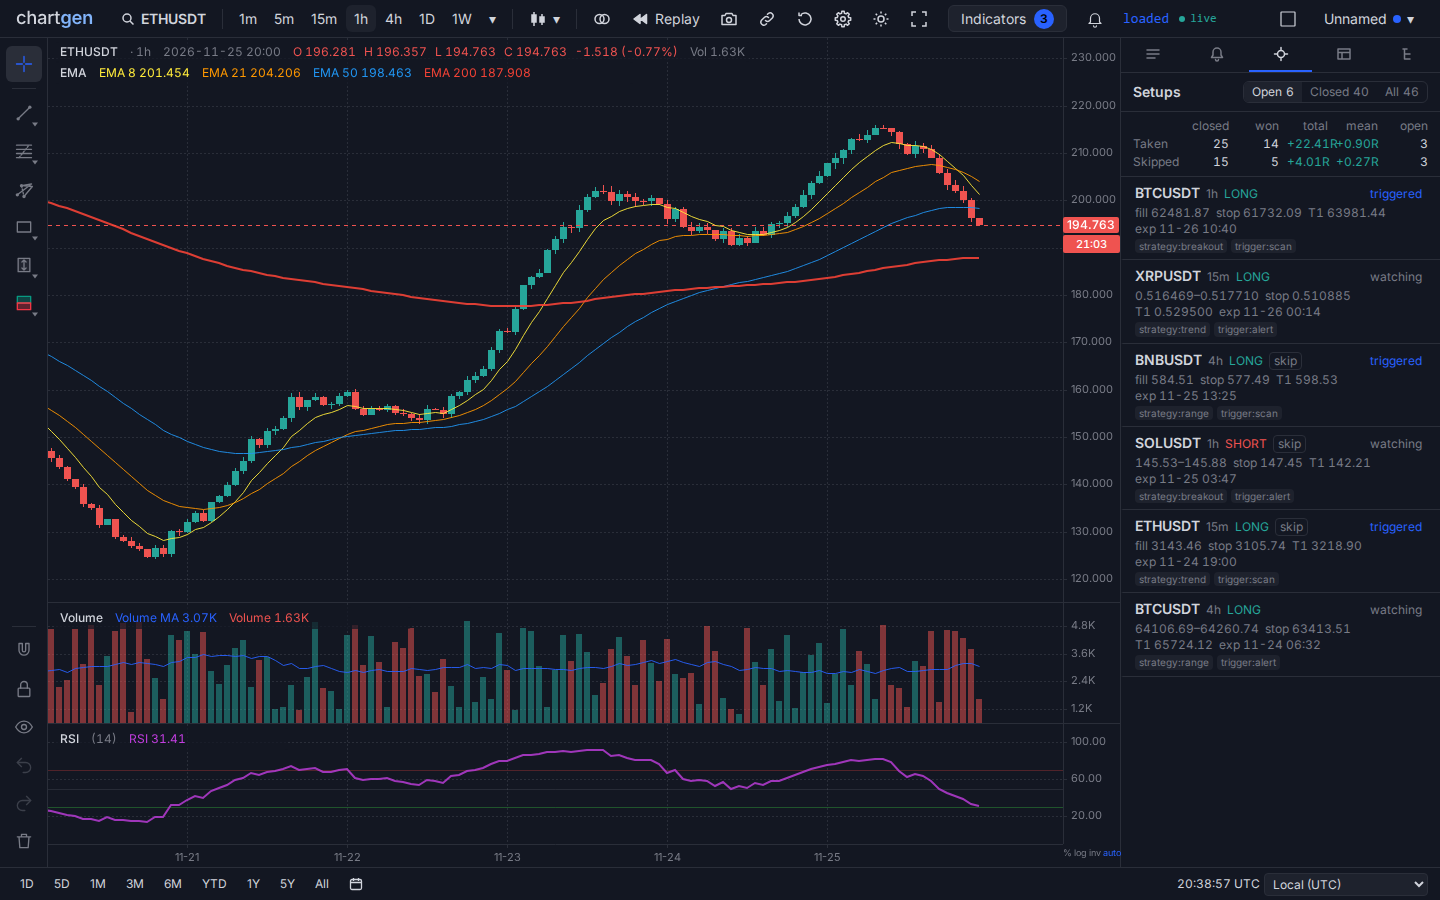 chartgen ETHUSDT 1m 5m 15m 1h 4h 1D 1W ▾ ▾ Replay Indicators 3 loaded ● live Unnamed ▾
ETHUSDT · 1h 2026-11-25 20:00 O 196.281 H 196.357 L 194.763 C 194.763 -1.518 (-0.77%) Vol 1.63K
EMA EMA 8 201.454 EMA 21 204.206 EMA 50 198.463 EMA 200 187.908
230.000
220.000
210.000
200.000
194.763
21:03
180.000
170.000
160.000
150.000
140.000
130.000
120.000
Volume Volume MA 3.07K Volume 1.63K
4.8K
3.6K
2.4K
1.2K
RSI (14) RSI 31.41
100.00
60.00
20.00
11-21 11-22 11-23 11-24 11-25
% log inv auto
Setups Open 6 Closed 40 All 46
closed won total mean open
Taken 25 14 +22.41R +0.90R 3
Skipped 15 5 +4.01R +0.27R 3
BTCUSDT 1h LONG triggered
fill 62481.87 stop 61732.09 T1 63981.44
exp 11-26 10:40
strategy:breakout trigger:scan
XRPUSDT 15m LONG watching
0.516469–0.517710 stop 0.510885
T1 0.529500 exp 11-26 00:14
strategy:trend trigger:alert
BNBUSDT 4h LONG skip triggered
fill 584.51 stop 577.49 T1 598.53
exp 11-25 13:25
strategy:range trigger:scan
SOLUSDT 1h SHORT skip watching
145.53–145.88 stop 147.45 T1 142.21
exp 11-25 03:47
strategy:breakout trigger:alert
ETHUSDT 15m LONG skip triggered
fill 3143.46 stop 3105.74 T1 3218.90
exp 11-24 19:00
strategy:trend trigger:scan
BTCUSDT 4h LONG watching
64106.69–64260.74 stop 63413.51
T1 65724.12 exp 11-24 06:32
strategy:range trigger:alert
1D 5D 1M 3M 6M YTD 1Y 5Y All 20:38:57 UTC Local (UTC)